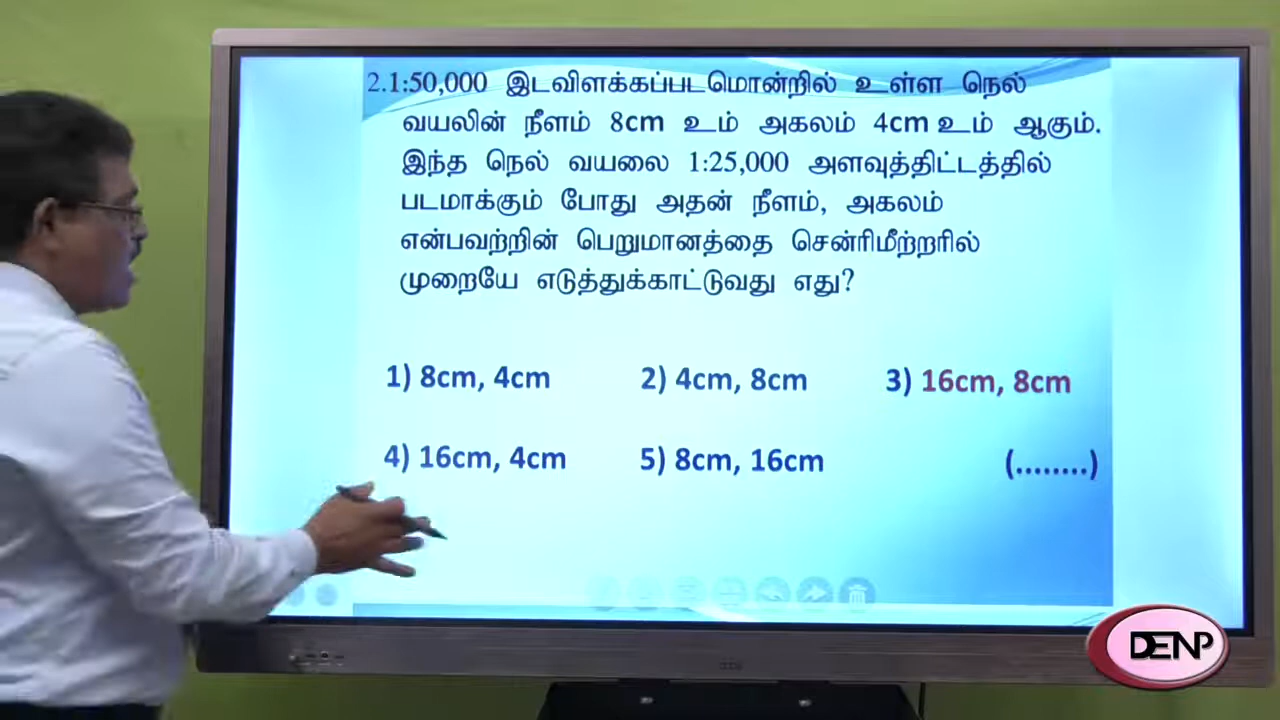 2.1:50,000 இடவிளக்கப்படமொன்றில் உள்ள நெல்
வயலின் நீளம் 8cm உம் அகலம் 4cm உம் ஆகும்.
இந்த நெல் வயலை 1:25,000 அளவுத்திட்டத்தில்
படமாக்கும் போது அதன் நீளம், அகலம்
என்பவற்றின் பெறுமானத்தை சென்ரிமீற்றரில்
முறையே எடுத்துக்காட்டுவது எது?
1) 8cm, 4cm 2) 4cm, 8cm 3) 16cm, 8cm
4) 16cm, 4cm 5) 8cm, 16cm (........)
DENP